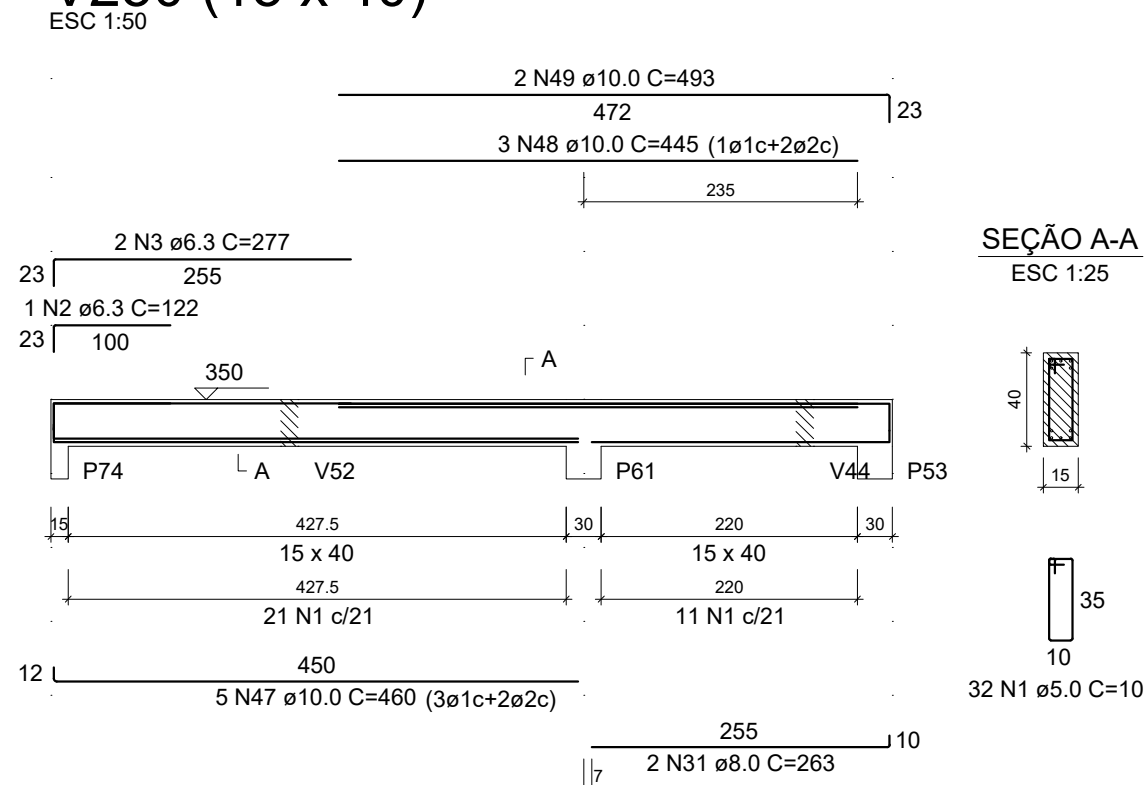 ESC 1:50
2 N49 ø10.0 C=493
472
23
3 N48 ø10.0 C=445 (1ø1c+2ø2c)
235
2 N3 ø6.3 C=277
23
255
1 N2 ø6.3 C=122
23
100
SEÇÃO A-A
ESC 1:25
350
A
40
15
A
P74
V52
P61
V44
P53
15
427.5
30
220
30
15 x 40
15 x 40
427.5
220
21 N1 c/21
11 N1 c/21
35
10
32 N1 ø5.0 C=10
12
450
5 N47 ø10.0 C=460 (3ø1c+2ø2c)
255
10
2 N31 ø8.0 C=263
7